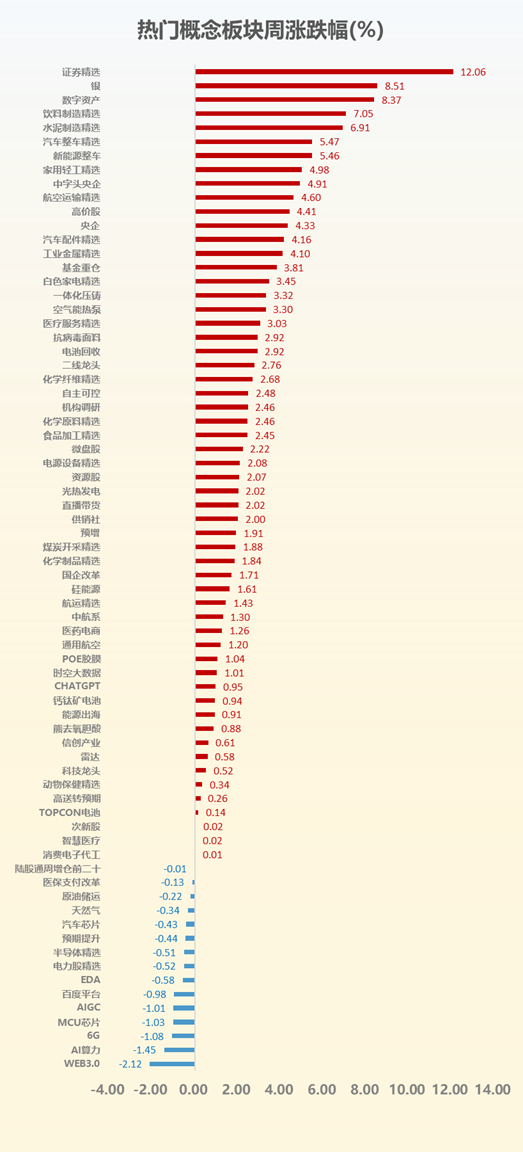 热门概念板块周涨跌幅(%)
证券精选 12.06
银 8.51
数字资产 8.37
饮料制造精选 7.05
水泥制造精选 6.91
汽车整车精选 5.47
新能源整车 5.46
家用轻工精选 4.98
中字头央企 4.91
航空运输精选 4.60
高价股 4.41
央企 4.33
汽车配件精选 4.16
工业金属精选 4.10
基金重仓 3.81
白色家电精选 3.45
一体化压铸 3.32
空气能热泵 3.30
医疗服务精选 3.03
抗病毒面料 2.92
电池回收 2.92
二线龙头 2.76
化学纤维精选 2.68
自主可控 2.48
机构调研 2.46
化学原料精选 2.46
食品加工精选 2.45
微盘股 2.22
电源设备精选 2.08
资源股 2.07
光热发电 2.02
直播带货 2.02
供销社 2.00
预增 1.91
煤炭开采精选 1.88
化学制品精选 1.84
国企改革 1.71
硅能源 1.61
航运精选 1.43
中航系 1.30
医药电商 1.26
通用航空 1.20
POE胶膜 1.04
时空大数据 1.01
CHATGPT 0.95
钙钛矿电池 0.94
能源出海 0.91
熊去氧胆酸 0.88
信创产业 0.61
雷达 0.58
科技龙头 0.52
动物保健精选 0.34
高送转预期 0.26
TOPCON电池 0.14
次新股 0.02
智慧医疗 0.02
消费电子代工 0.01
陆股通周增仓前二十 -0.01
医保支付改革 -0.13
原油储运 -0.22
天然气 -0.34
汽车芯片 -0.43
预期提升 -0.44
半导体精选 -0.51
电力股精选 -0.52
EDA -0.58
百度平台 -0.98
AIGC -1.01
MCU芯片 -1.03
6G -1.08
AI算力 -1.45
WEB3.0 -2.12
-4.00 -2.00 0.00 2.00 4.00 6.00 8.00 10.00 12.00 14.00